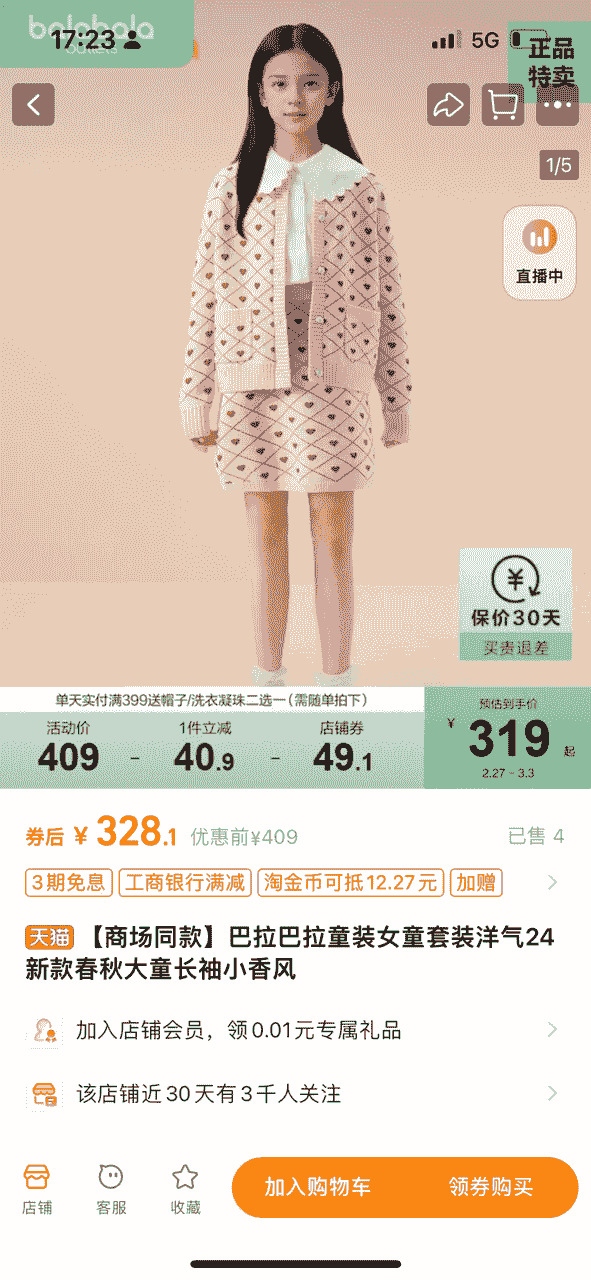 balabala
outlets
17:23
5G
正品
特卖
1/5
直播中
保价30天
买贵退差
单天实付满399送帽子/洗衣凝珠二选一(需随单拍下)
活动价
1件立减
店铺券
409 - 40.9 - 49.1
预估到手价
¥ 319 起
2.27 - 3.3
券后 ¥ 328.1 优惠前¥409
已售 4
3期免息 工商银行满减 淘金币可抵12.27元 加赠
天猫 【商场同款】巴拉巴拉童装女童套装洋气24
新款春秋大童长袖小香风
加入店铺会员，领0.01元专属礼品
该店铺近30天有3千人关注
店铺
客服
收藏
加入购物车
领券购买